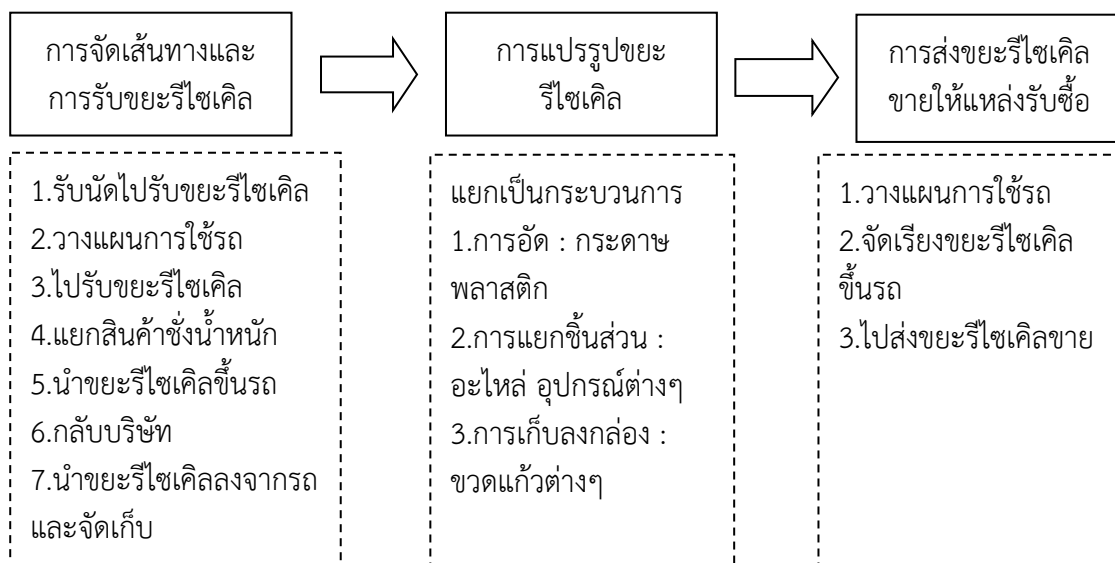 การจัดเส้นทางและ
การรับขยะรีไซเคิล
การแปรรูปขยะ
รีไซเคิล
การส่งขยะรีไซเคิล
ขายให้แหล่งรับซื้อ
1.รับนัดไปรับขยะรีไซเคิล
2.วางแผนการใช้รถ
3.ไปรับขยะรีไซเคิล
4.แยกสินค้าชั่งน้ำหนัก
5.นำขยะรีไซเคิลขึ้นรถ
6.กลับบริษัท
7.นำขยะรีไซเคิลลงจากรถ
และจัดเก็บ
แยกเป็นกระบวนการ
1.การอัด : กระดาษ
พลาสติก
2.การแยกชิ้นส่วน :
อะไหล่ อุปกรณ์ต่างๆ
3.การเก็บลงกล่อง :
ขวดแก้วต่างๆ
1.วางแผนการใช้รถ
2.จัดเรียงขยะรีไซเคิล
ขึ้นรถ
3.ไปส่งขยะรีไซเคิลขาย